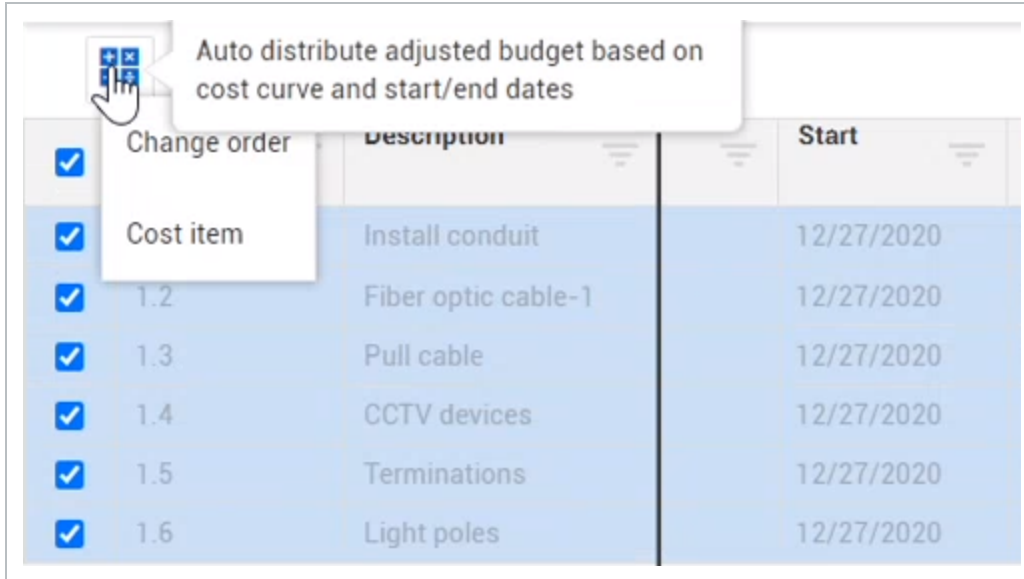 Auto distribute adjusted budget based on
cost curve and start/end dates
Change order
Cost item
Description Start
Install conduit 12/27/2020
1.2 Fiber optic cable-1 12/27/2020
1.3 Pull cable 12/27/2020
1.4 CCTV devices 12/27/2020
1.5 Terminations 12/27/2020
1.6 Light poles 12/27/2020